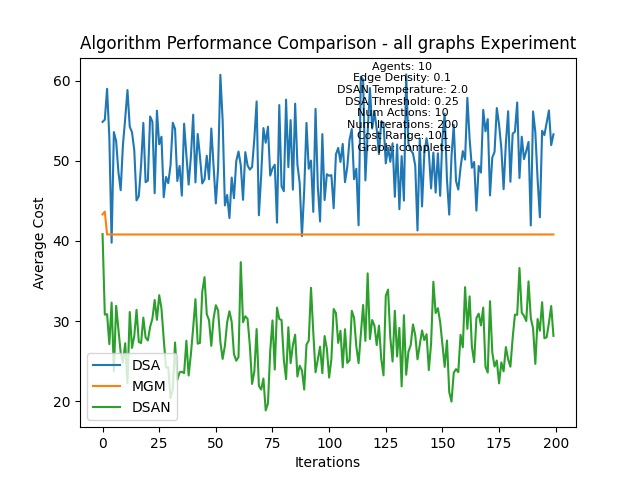 Algorithm Performance Comparison - all graphs Experiment
Agents: 10
Edge Density: 0.1
DSAN Temperature: 2.0
DSA Threshold: 0.25
Num Actions: 10
Num Iterations: 200
Cost Range: 101
Graph: complete
Average Cost
60
50
40
30
20
DSA
MGM
DSAN
0 25 50 75 100 125 150 175 200
Iterations